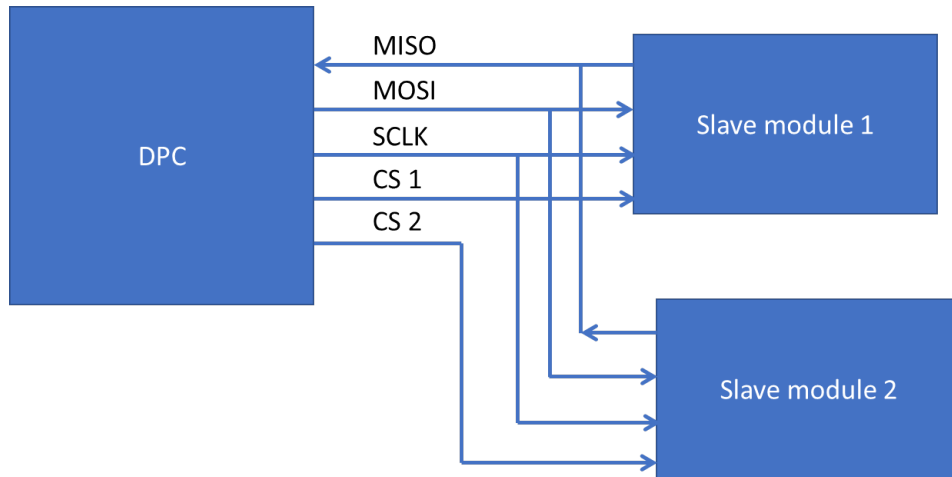 MISO
MOSI
SCLK
CS 1
CS 2
DPC
Slave module 1
Slave module 2